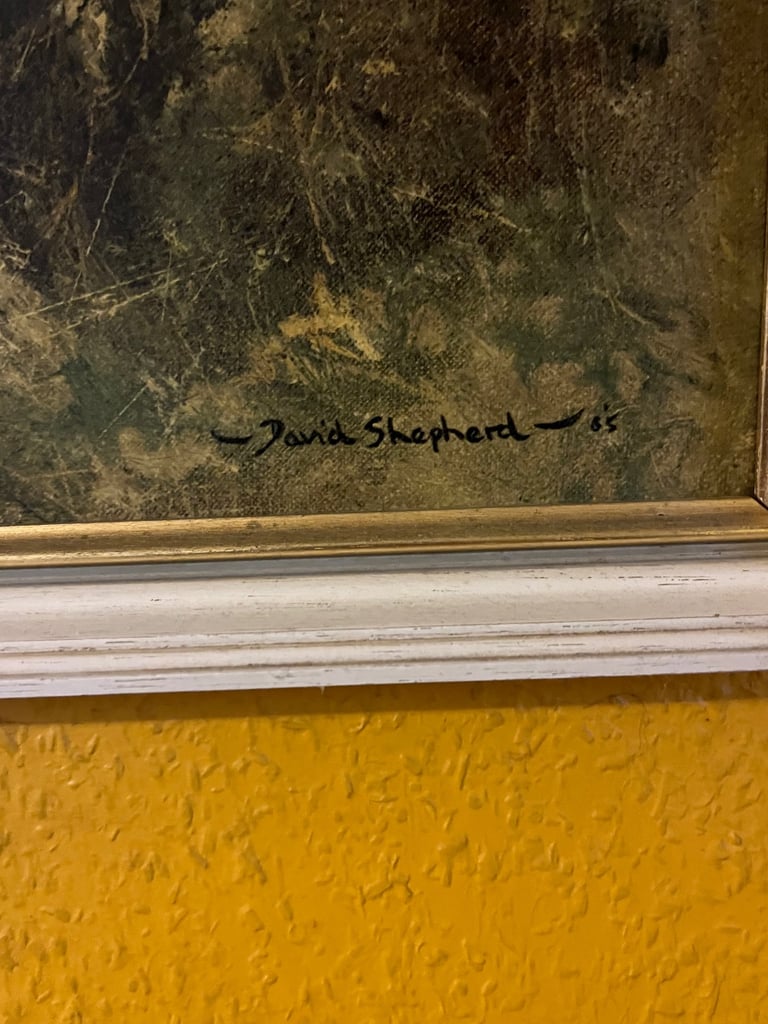 — David Shepherd — '65